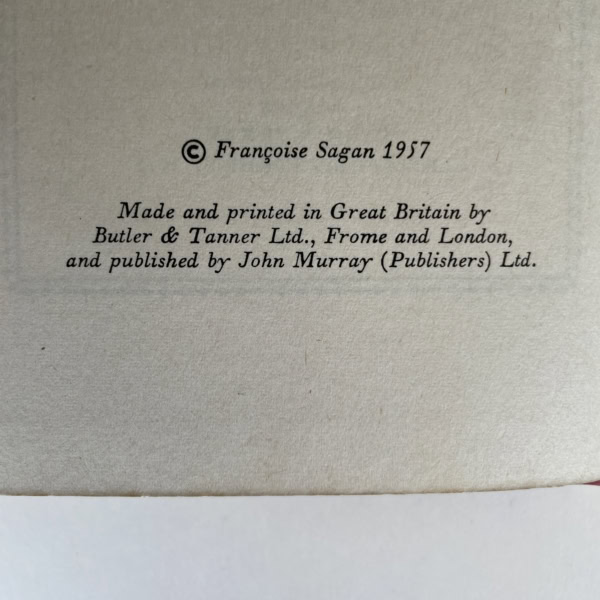 © Françoise Sagan 1957
Made and printed in Great Britain by
Butler & Tanner Ltd., Frome and London,
and published by John Murray (Publishers) Ltd.